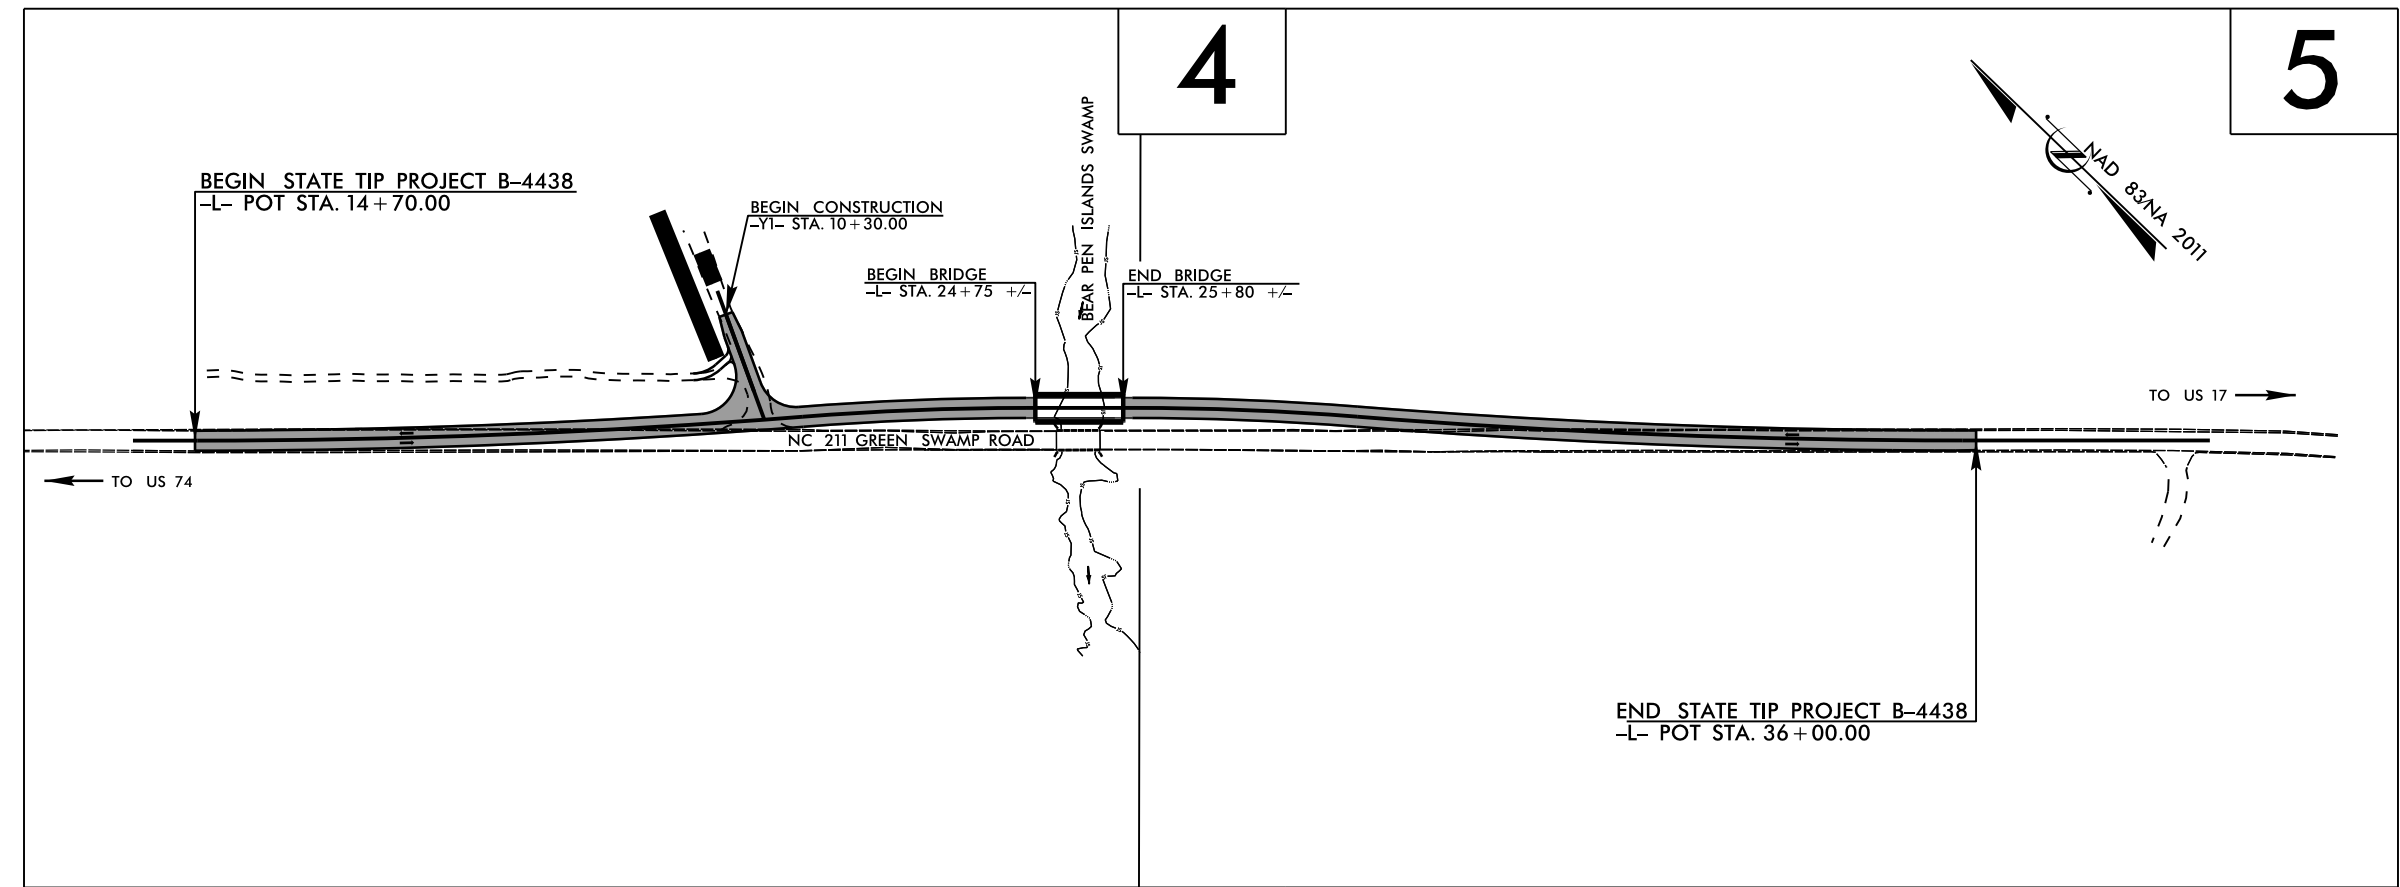 4
5
BEAR PEN ISLANDS SWAMP
NAD 83/NA 2011
BEGIN STATE TIP PROJECT B–4438
–L– POT STA. 14+70.00
BEGIN CONSTRUCTION
–Y1– STA. 10+30.00
BEGIN BRIDGE
–L– STA. 24+75 +/–
END BRIDGE
–L– STA. 25+80 +/–
TO US 17
NC 211 GREEN SWAMP ROAD
TO US 74
END STATE TIP PROJECT B–4438
–L– POT STA. 36+00.00